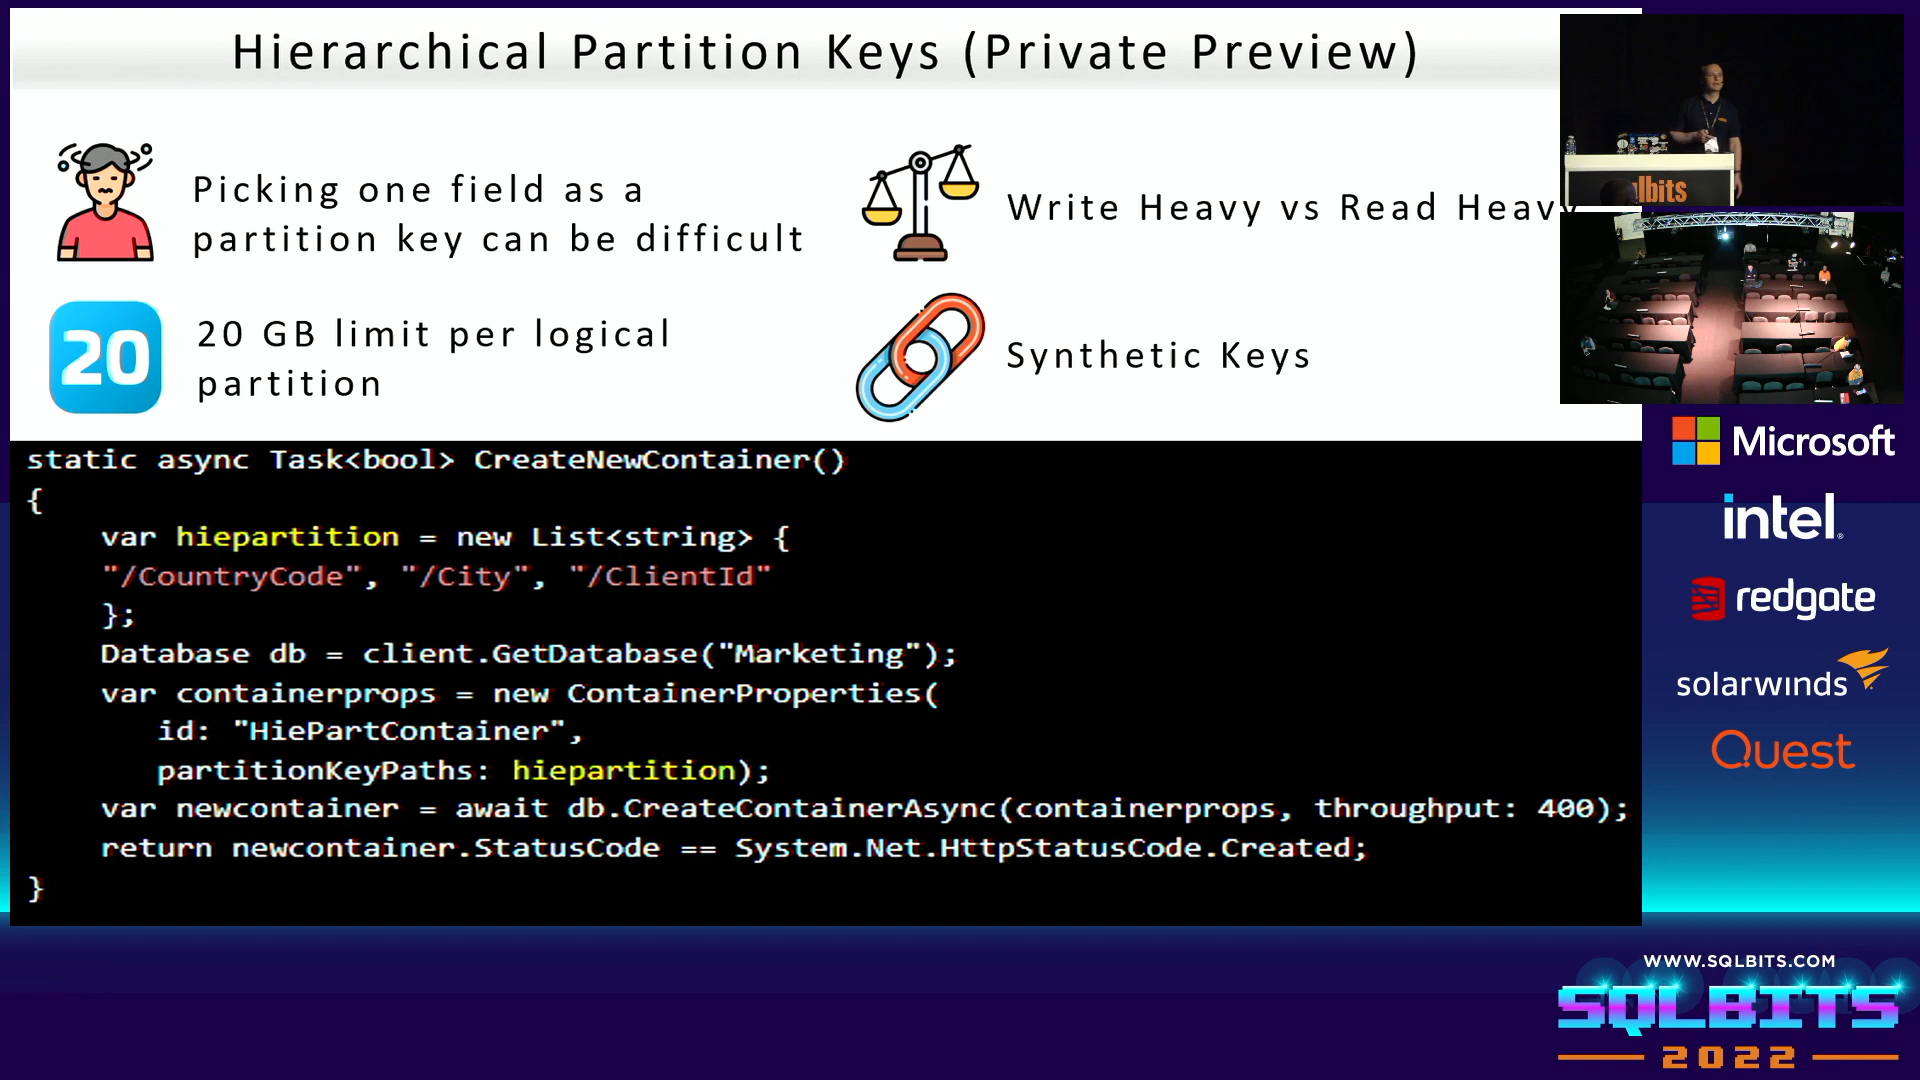 Hierarchical Partition Keys (Private Preview)
Picking one field as a
partition key can be difficult
Write Heavy vs Read Heavy
20
20 GB limit per logical
partition
Synthetic Keys
static async Task<bool> CreateNewContainer()
{
var hiepartition = new List<string> {
"/CountryCode", "/City", "/ClientId"
};
Database db = client.GetDatabase("Marketing");
var containerprops = new ContainerProperties(
id: "HiePartContainer",
partitionKeyPaths: hiepartition);
var newcontainer = await db.CreateContainerAsync(containerprops, throughput: 400);
return newcontainer.StatusCode == System.Net.HttpStatusCode.Created;
}
lbits
Microsoft
intel
redgate
solarwinds
Quest
WWW.SQLBITS.COM
SQLBITS
2022